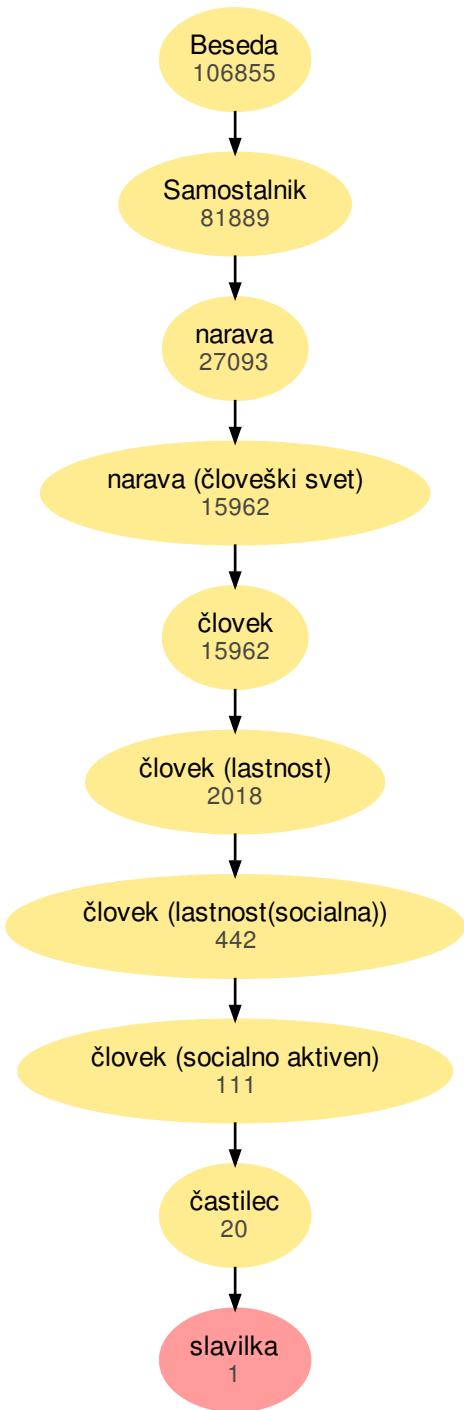 Beseda
106855
Samostalnik
81889
narava
27093
narava (človeški svet)
15962
človek
15962
človek (lastnost)
2018
človek (lastnost(socialna))
442
človek (socialno aktiven)
111
častilec
20
slavilka
1